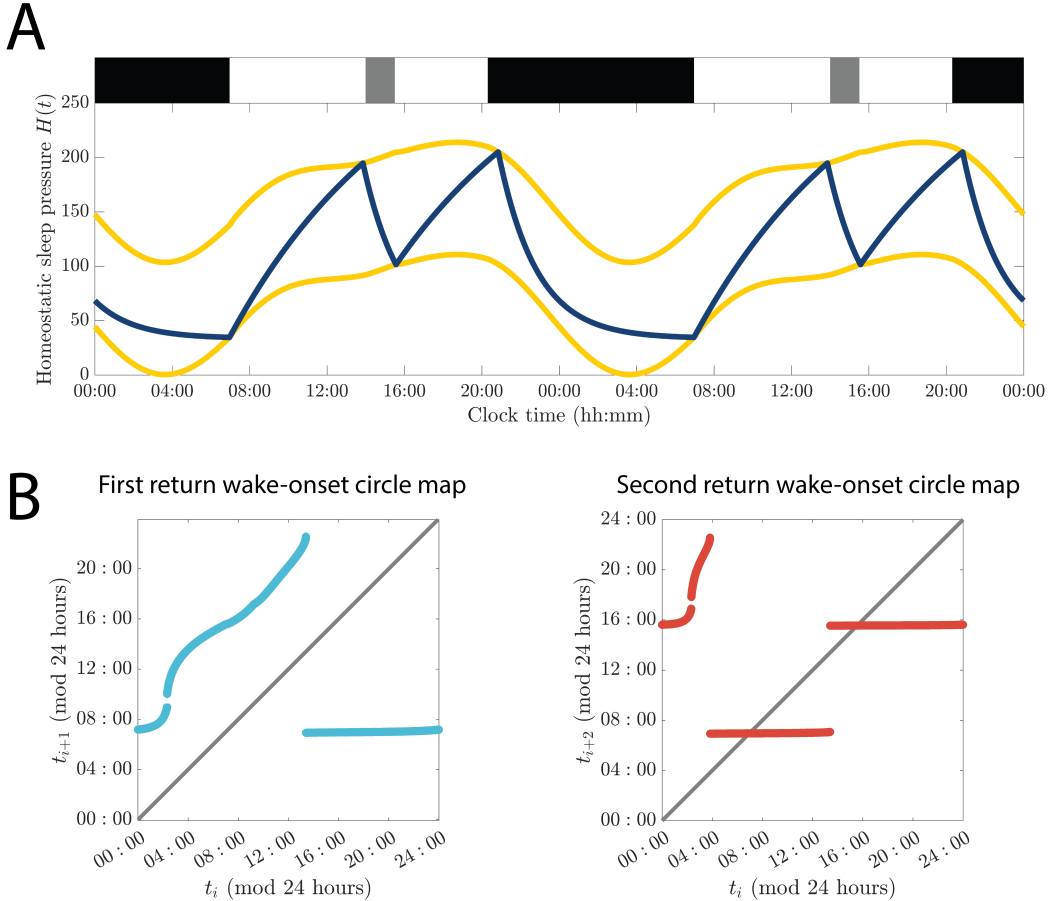 A
Homeostatic sleep pressure H(t)
250
200
150
100
50
0
00:00 04:00 08:00 12:00 16:00 20:00 00:00 04:00 08:00 12:00 16:00 20:00 00:00
Clock time (hh:mm)
B
First return wake-onset circle map
t_{i+1} (mod 24 hours)
20 : 00
16 : 00
12 : 00
08 : 00
04 : 00
00 : 00
00 : 00 04 : 00 08 : 00 12 : 00 16 : 00 20 : 00 24 : 00
t_i (mod 24 hours)
Second return wake-onset circle map
t_{i+2} (mod 24 hours)
24 : 00
20 : 00
16 : 00
12 : 00
08 : 00
04 : 00
00 : 00
00 : 00 04 : 00 08 : 00 12 : 00 16 : 00 20 : 00 24 : 00
t_i (mod 24 hours)